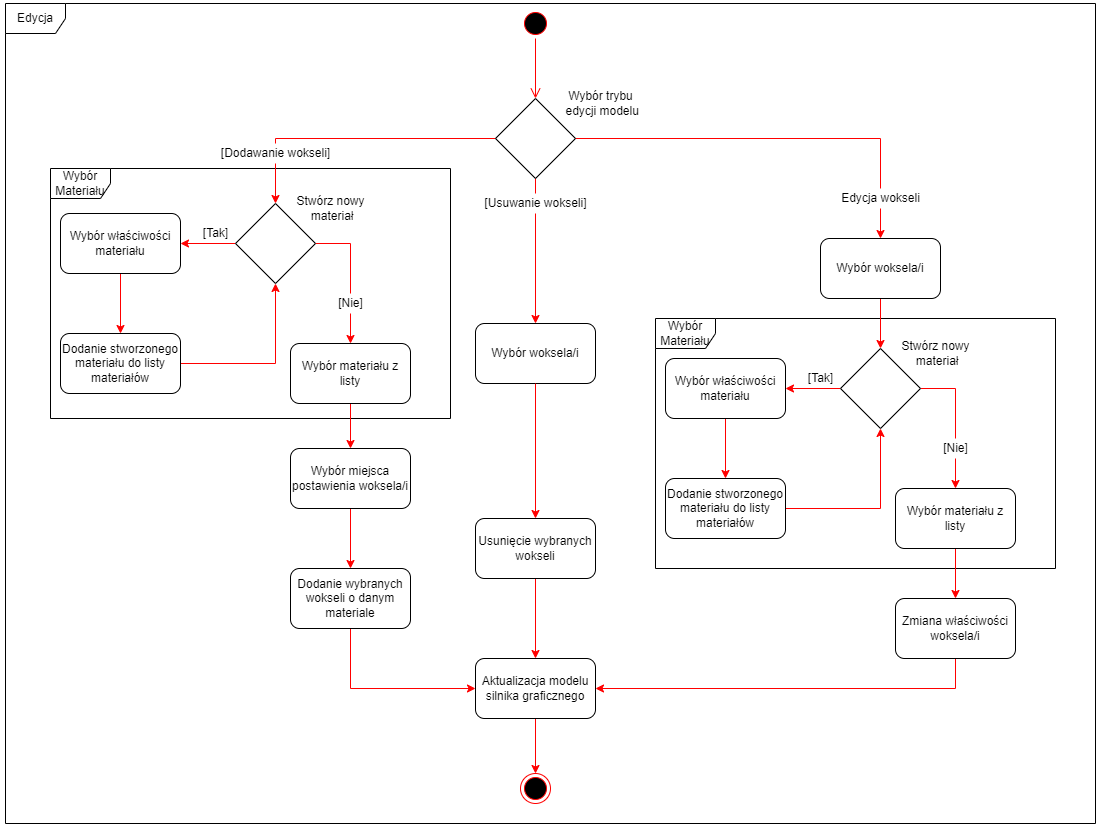 Edycja
Wybór trybu
edycji modelu
[Dodawanie wokseli]
[Usuwanie wokseli]
Edycja wokseli
Wybór
Materiału
Stwórz nowy
materiał
[Tak]
Wybór właściwości
materiału
[Nie]
Dodanie stworzonego
materiału do listy
materiałów
Wybór materiału z
listy
Wybór miejsca
postawienia woksela/i
Dodanie wybranych
wokseli o danym
materiale
Wybór woksela/i
Usunięcie wybranych
wokseli
Wybór woksela/i
Wybór
Materiału
Stwórz nowy
materiał
[Tak]
Wybór właściwości
materiału
[Nie]
Dodanie stworzonego
materiału do listy
materiałów
Wybór materiału z
listy
Zmiana właściwości
woksela/i
Aktualizacja modelu
silnika graficznego